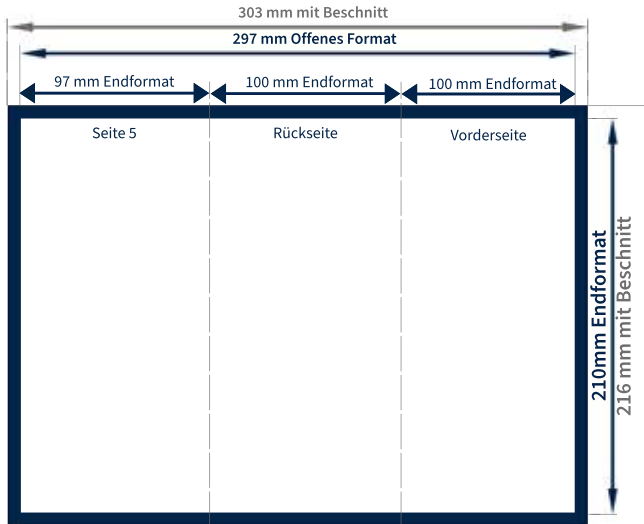 303 mm mit Beschnitt
297 mm Offenes Format
97 mm Endformat
100 mm Endformat
100 mm Endformat
Seite 5
Rückseite
Vorderseite
210mm Endformat
216 mm mit Beschnitt